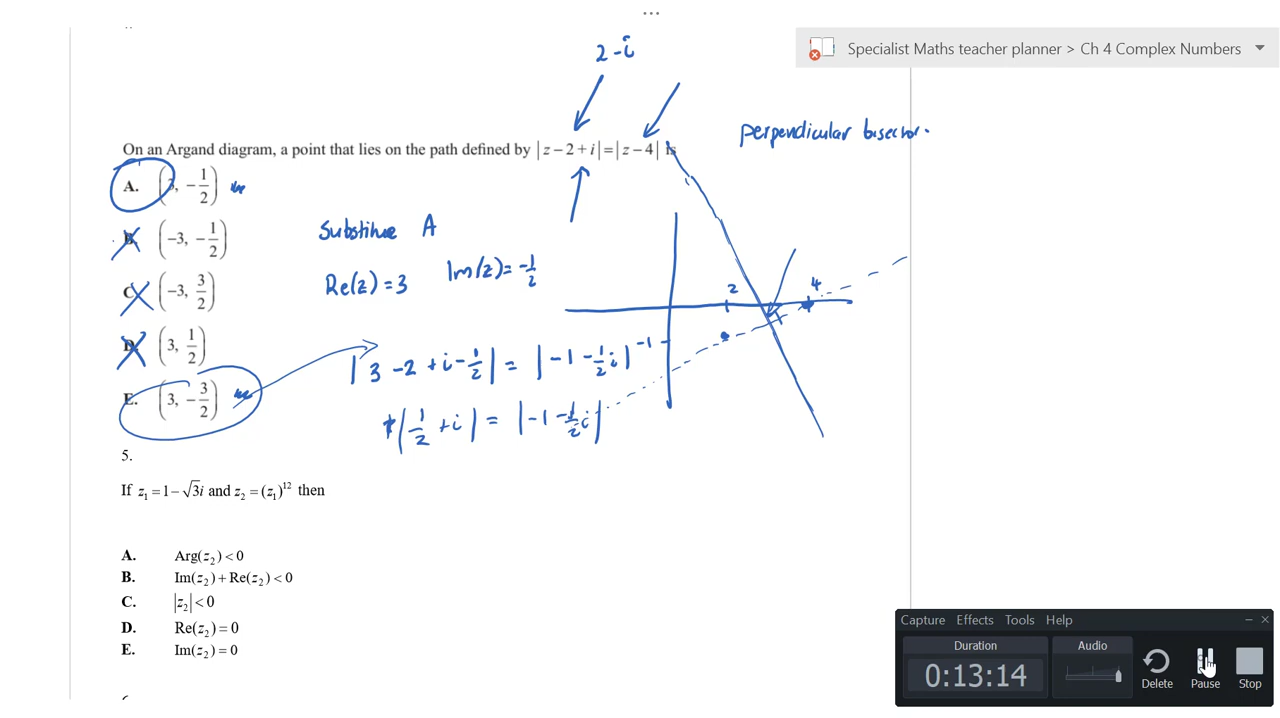 ...
2 - i
Specialist Maths teacher planner > Ch 4 Complex Numbers
perpendicular bisector.
On an Argand diagram, a point that lies on the path defined by |z − 2 + i| = |z − 4| is
A. (3, −1/2)
B. (−3, −1/2)
C. (−3, 3/2)
D. (3, 1/2)
E. (3, −3/2)
Substitue A
Re(z) = 3 Im(z) = -1/2
2
4
-1
|3 - 2 + i - 1/2| = |-1 - 1/2 i|
|1/2 + i| = |-1 - 1/2 i|
5.
If z₁ = 1 − √3i and z₂ = (z₁)¹² then
A. Arg(z₂) < 0
B. Im(z₂) + Re(z₂) < 0
C. |z₂| < 0
D. Re(z₂) = 0
E. Im(z₂) = 0
Capture Effects Tools Help
Duration
Audio
0:13:14
Delete Pause Stop